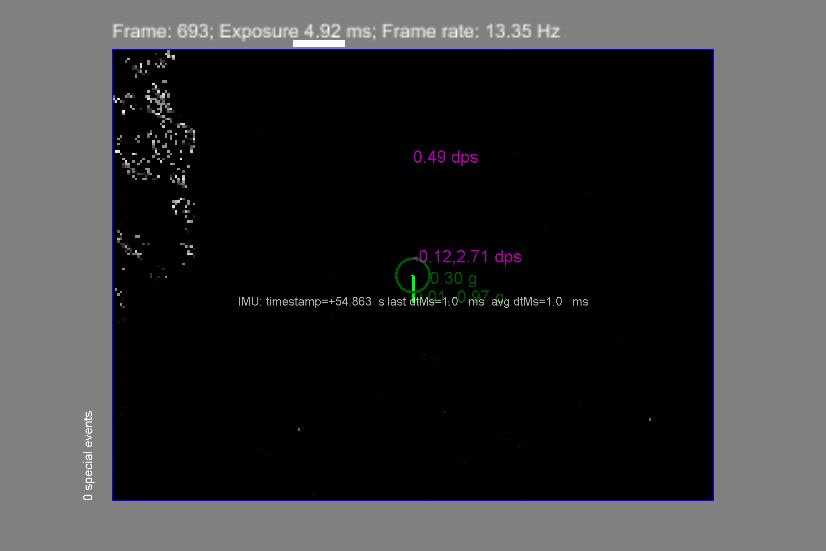 Frame: 693; Exposure 4.92 ms; Frame rate: 13.35 Hz
0.49 dps
-0.12,2.71 dps
0.30 g
0.97 g
IMU: timestamp=+54.863 s last dtMs=1.0 ms avg dtMs=1.0 ms
0 special events